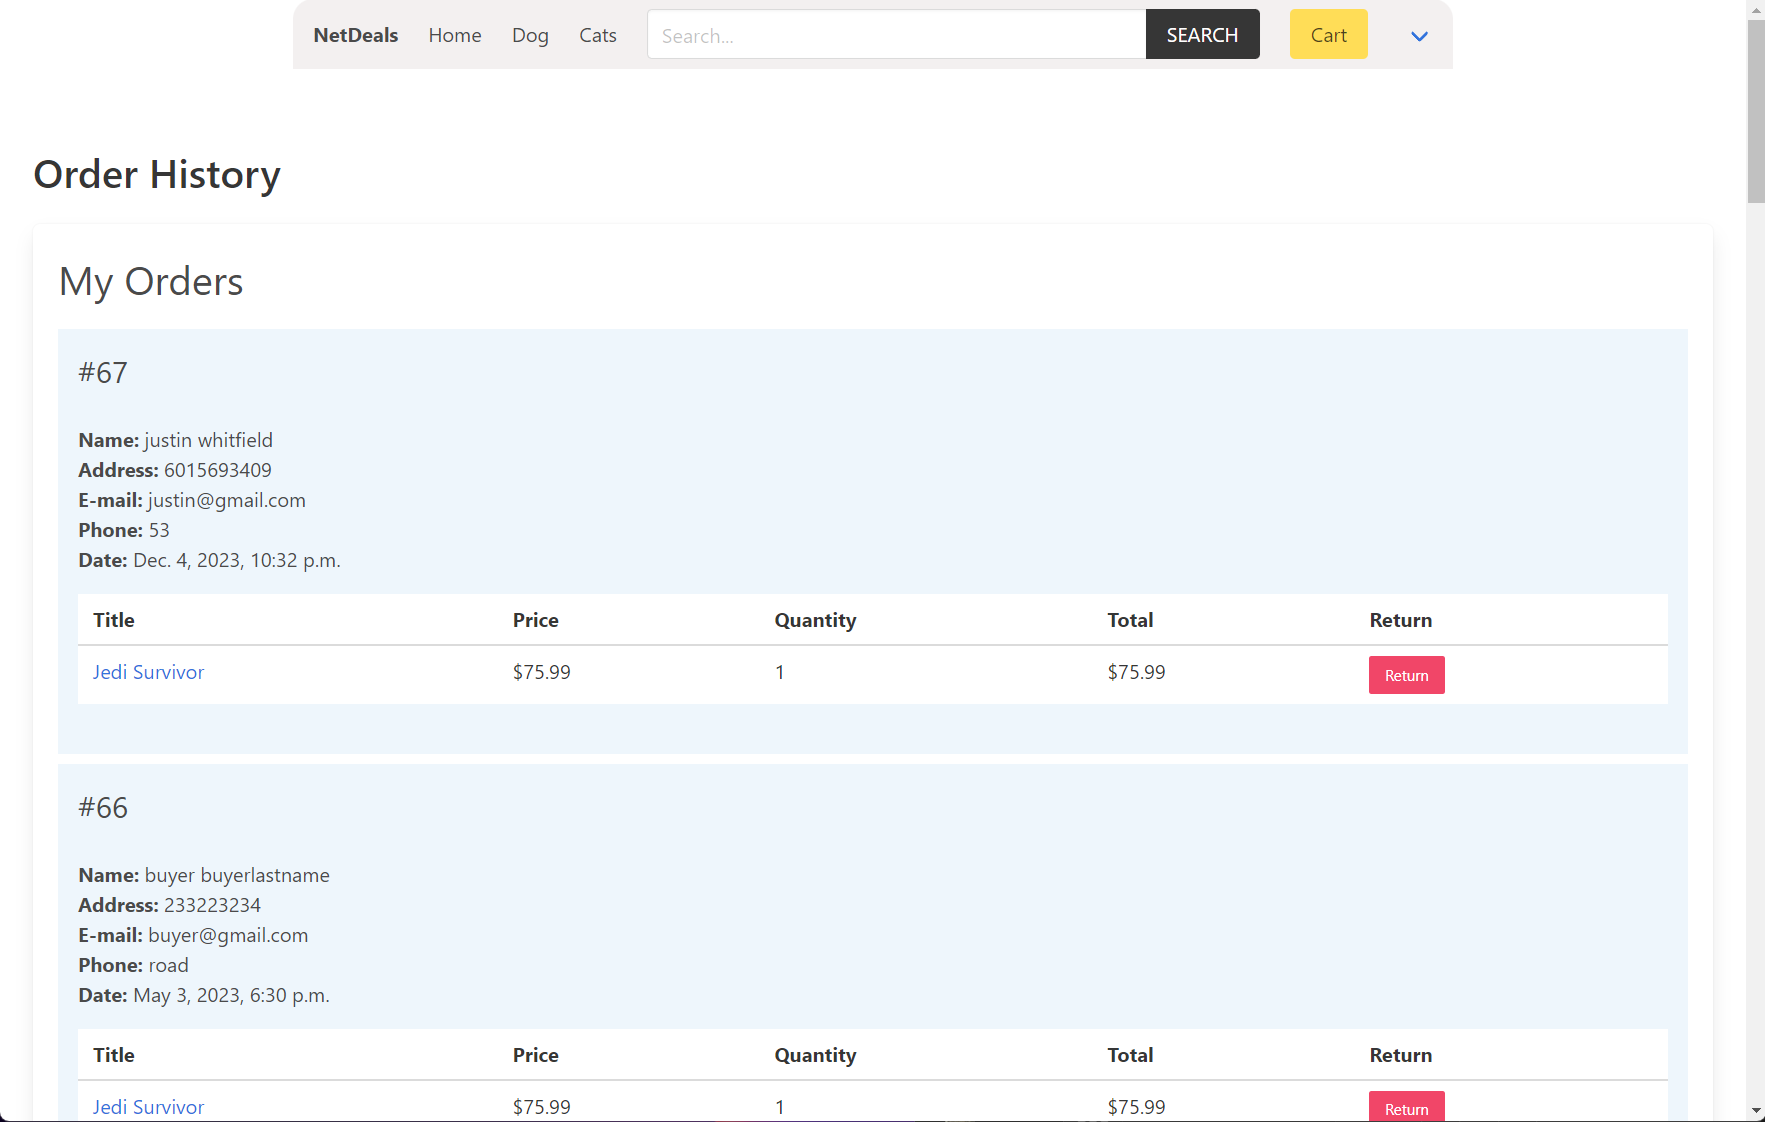 NetDeals Home Dog Cats Search... SEARCH Cart
Order History
My Orders
#67
Name: justin whitfield
Address: 6015693409
E-mail: justin@gmail.com
Phone: 53
Date: Dec. 4, 2023, 10:32 p.m.
Title Price Quantity Total Return
Jedi Survivor $75.99 1 $75.99 Return
#66
Name: buyer buyerlastname
Address: 233223234
E-mail: buyer@gmail.com
Phone: road
Date: May 3, 2023, 6:30 p.m.
Title Price Quantity Total Return
Jedi Survivor $75.99 1 $75.99 Return